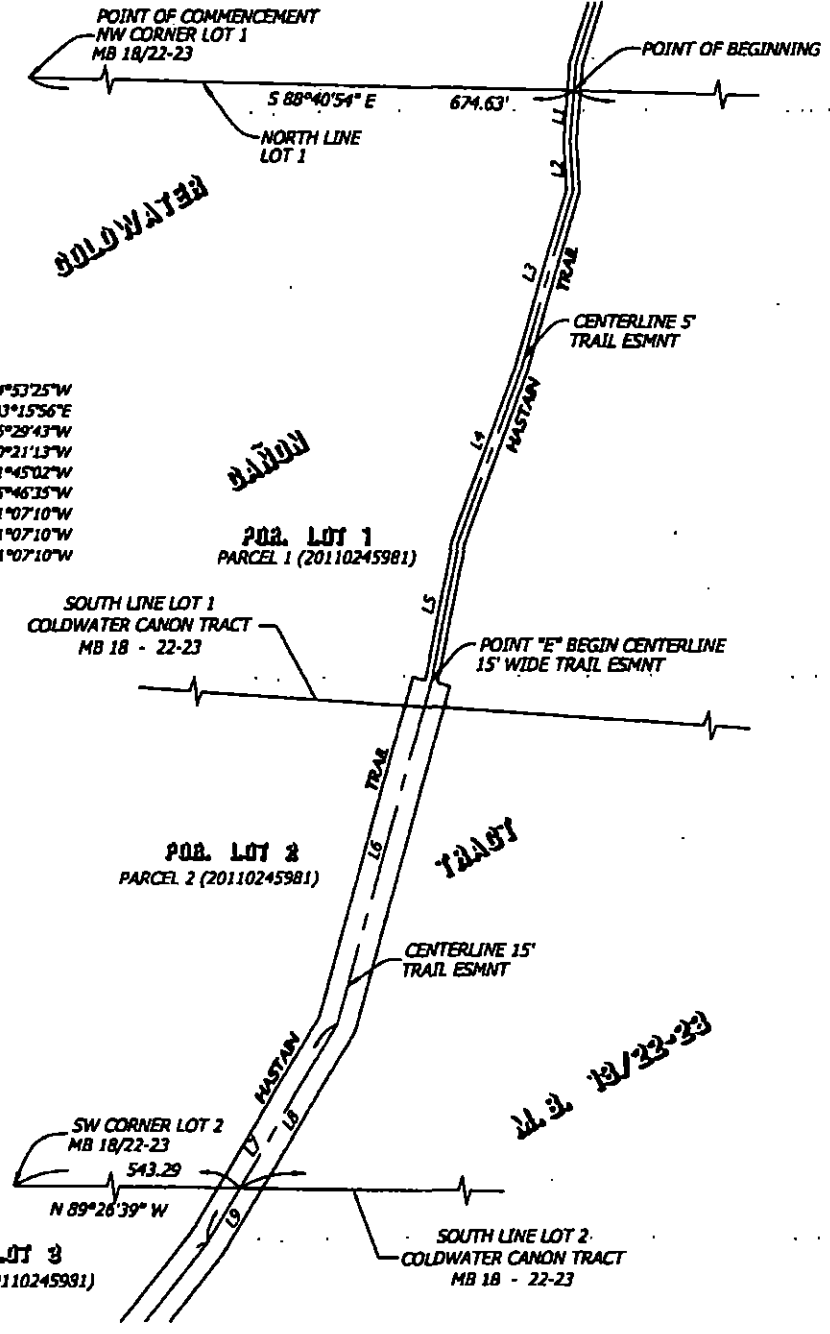 POINT OF COMMENCEMENT
NW CORNER LOT 1
MB 18/22-23
POINT OF BEGINNING
S 88°40'54" E 674.63'
NORTH LINE
LOT 1
L1
L2
COLDWATER
L3
TRAIL
CENTERLINE 5'
TRAIL ESMNT
HASTAIN
L4
°53'25"W
3°15'56"E
°29'43"W
°21'13"W
°45'02"W
°46'35"W
°07'10"W
°07'10"W
°07'10"W
CAÑON
POR. LOT 1
PARCEL 1 (20110245981)
L5
SOUTH LINE LOT 1
COLDWATER CANON TRACT
MB 18 - 22-23
POINT "E" BEGIN CENTERLINE
15' WIDE TRAIL ESMNT
TRAIL
L6
TRACT
POR. LOT 2
PARCEL 2 (20110245981)
CENTERLINE 15'
TRAIL ESMNT
HASTAIN
M.B. 18/22-23
L7
L8
SW CORNER LOT 2
MB 18/22-23
543.29
N 89°26'39" W
L9
LOT 3
110245981)
SOUTH LINE LOT 2
COLDWATER CANON TRACT
MB 18 - 22-23